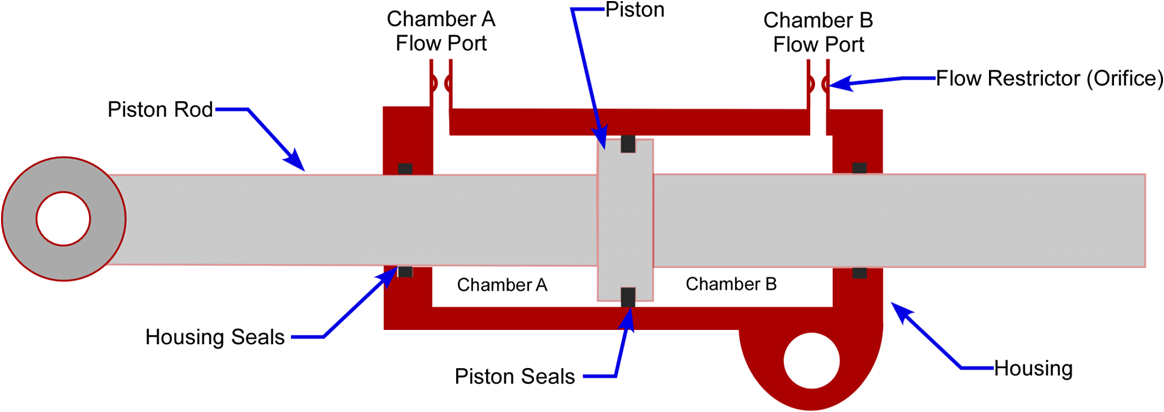 Piston
Chamber A
Flow Port
Chamber B
Flow Port
Flow Restrictor (Orifice)
Piston Rod
Chamber A
Chamber B
Housing Seals
Piston Seals
Housing